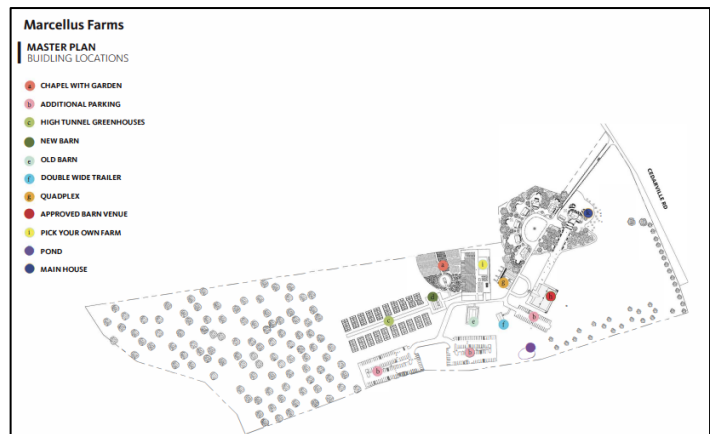 Marcellus Farms
MASTER PLAN
BUIDLING LOCATIONS
a CHAPEL WITH GARDEN
b ADDITIONAL PARKING
c HIGH TUNNEL GREENHOUSES
NEW BARN
e OLD BARN
f DOUBLE WIDE TRAILER
g QUADPLEX
APPROVED BARN VENUE
i PICK YOUR OWN FARM
POND
MAIN HOUSE
CEDARVILLE RD
a
i
g
d
h
c
e
f
b
b
b